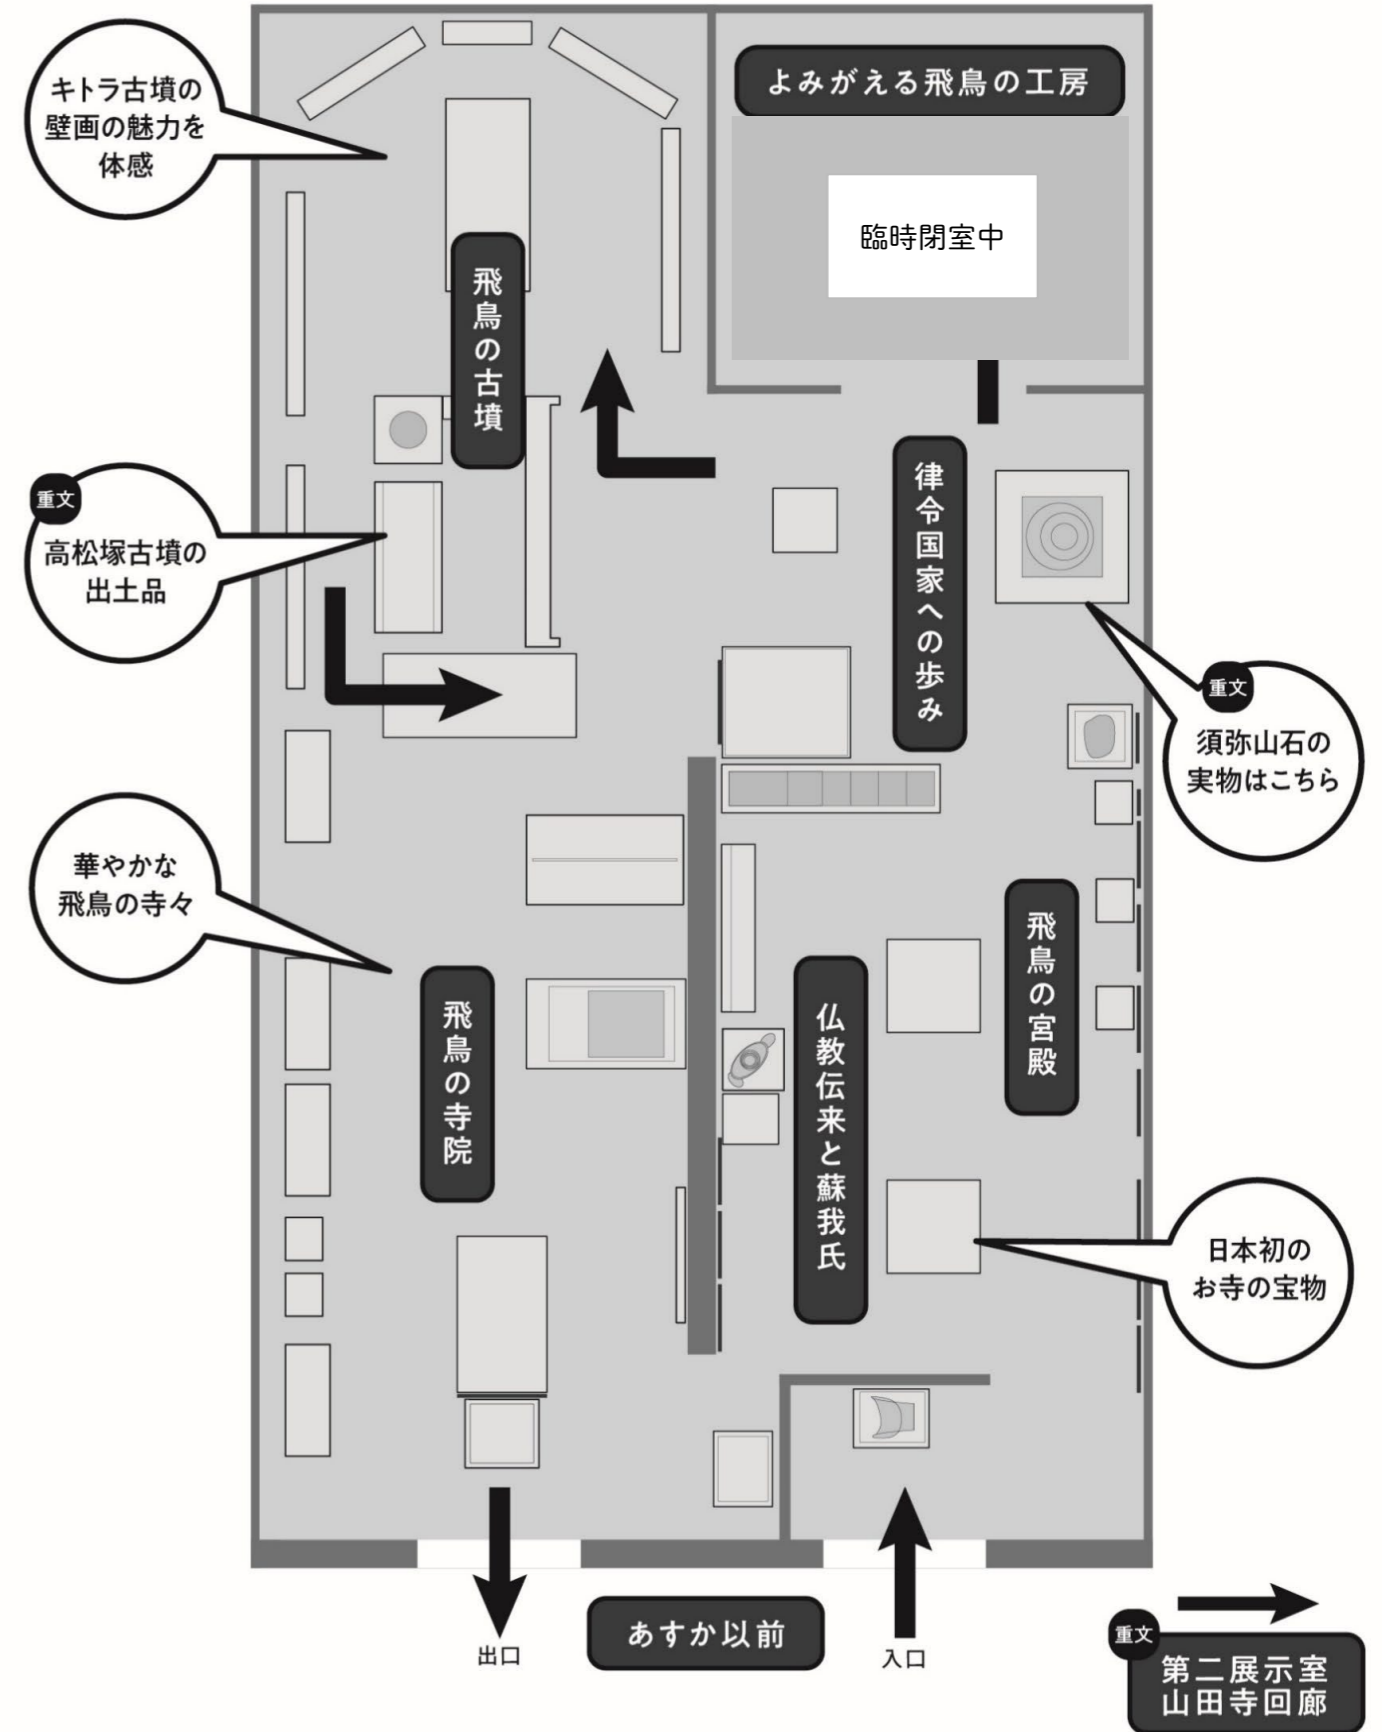 キトラ古墳の
壁画の魅力を
体感
よみがえる飛鳥の工房
臨時閉室中
飛鳥の古墳
律令国家への歩み
重文
高松塚古墳の
出土品
重文
須弥山石の
実物はこちら
華やかな
飛鳥の寺々
飛鳥の宮殿
仏教伝来と蘇我氏
飛鳥の寺院
日本初の
お寺の宝物
出口
あすか以前
入口
重文
第二展示室
山田寺回廊